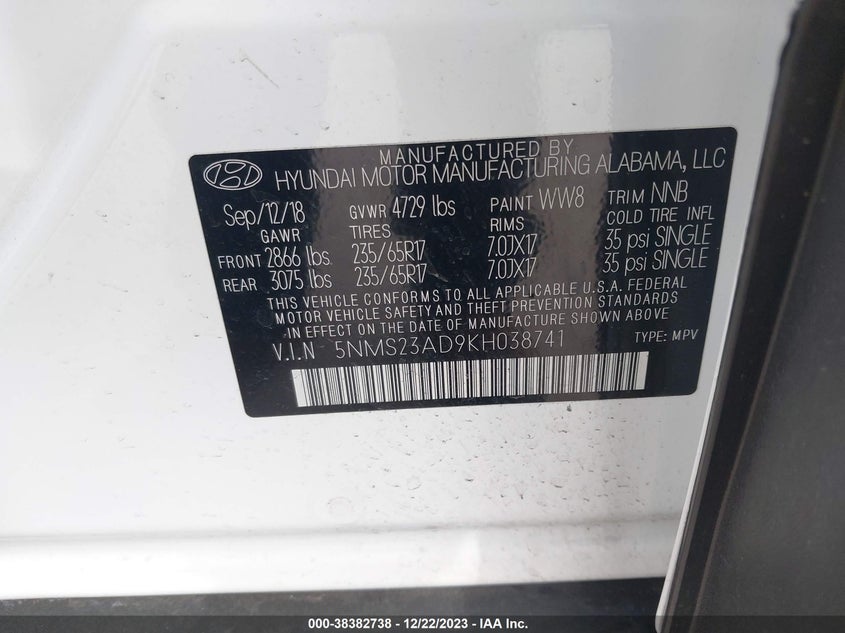 MANUFACTURED BY
HYUNDAI MOTOR MANUFACTURING ALABAMA, LLC
Sep/12/18 GVWR 4729 lbs PAINT WW8 TRIM NNB
GAWR TIRES RIMS COLD TIRE INFL
FRONT 2866 lbs. 235/65R17 7.0JX17 35 psi SINGLE
REAR 3075 lbs 235/65R17 7.0JX17 35 psi SINGLE
THIS VEHICLE CONFORMS TO ALL APPLICABLE U.S.A. FEDERAL
MOTOR VEHICLE SAFETY AND THEFT PREVENTION STANDARDS
IN EFFECT ON THE DATE OF MANUFACTURE SHOWN ABOVE
V.I.N 5NMS23AD9KH038741 TYPE: MPV
000-38382738 - 12/22/2023 - IAA Inc.